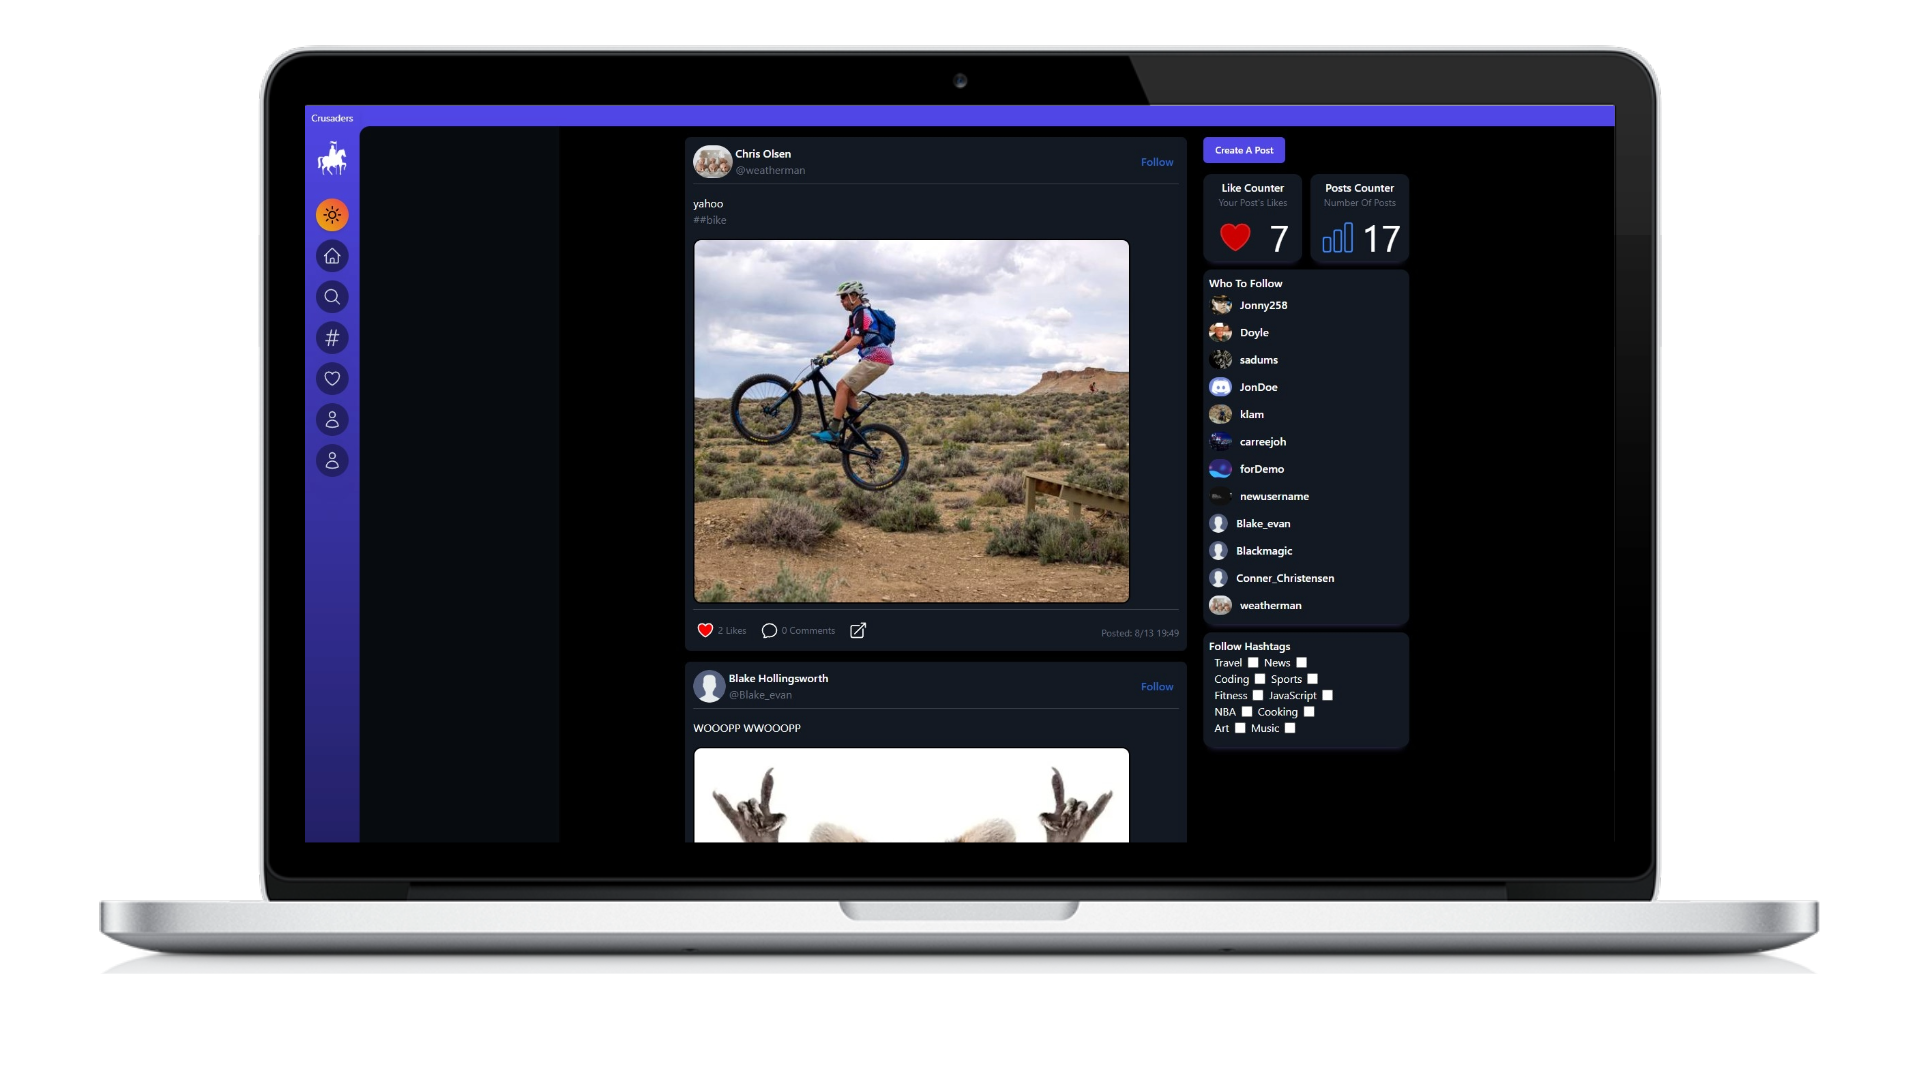 Crusaders
Chris Olsen
@weatherman
Follow
yahoo
##bike
2 Likes
0 Comments
Posted: 8/13 19:49
Blake Hollingsworth
@Blake_evan
Follow
WOOOPP WWOOOPP
Create A Post
Like Counter
Your Post's Likes
7
Posts Counter
Number Of Posts
17
Who To Follow
Jonny258
Doyle
sadums
JonDoe
klam
carreejoh
forDemo
newusername
Blake_evan
Blackmagic
Conner_Christensen
weatherman
Follow Hashtags
Travel News
Coding Sports
Fitness JavaScript
NBA Cooking
Art Music